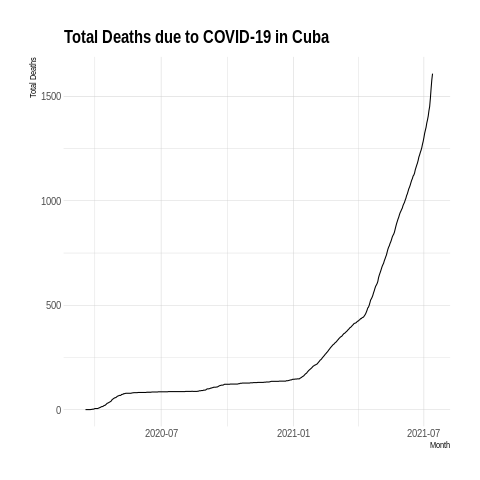 Total Deaths due to COVID-19 in Cuba
Total Deaths
1500
1000
500
0
2020-07
2021-01
2021-07
Month